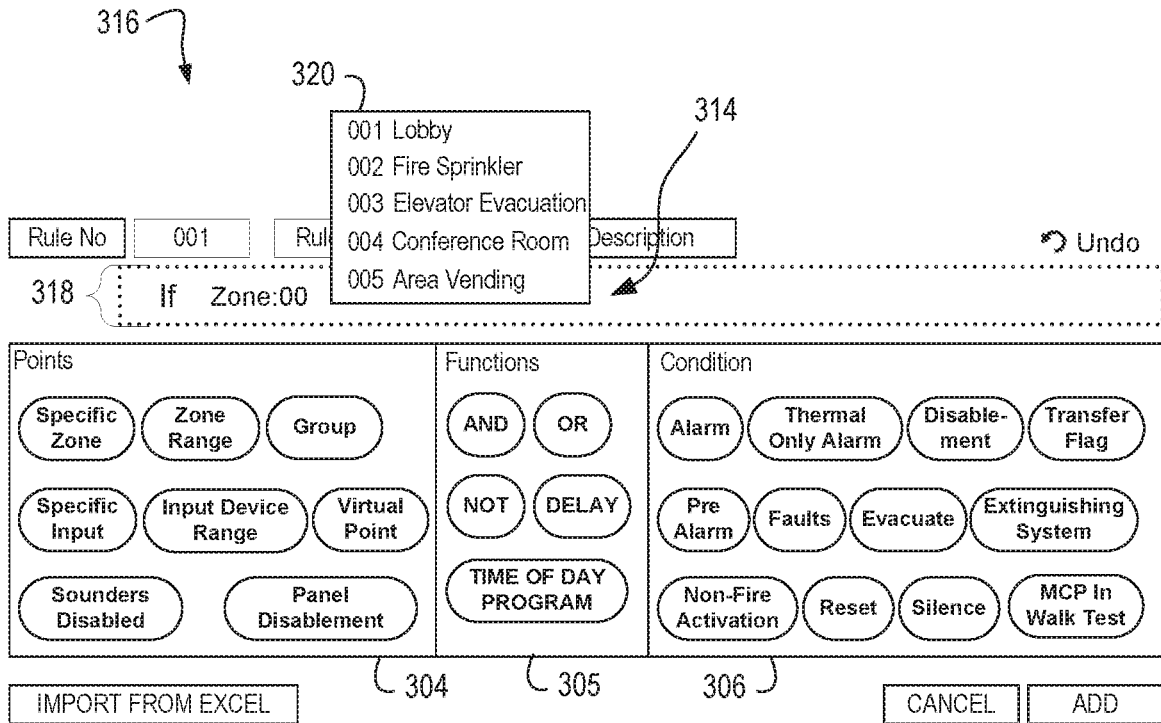 316
320
314
001 Lobby
002 Fire Sprinkler
003 Elevator Evacuation
004 Conference Room
005 Area Vending
Rule No 001 Rul Description Undo
318 If Zone:00
Points Functions Condition
Specific Zone
Zone Range
Group
Specific Input
Input Device Range
Virtual Point
Sounders Disabled
Panel Disablement
AND OR
NOT DELAY
TIME OF DAY PROGRAM
Alarm
Thermal Only Alarm
Disable-
ment
Transfer Flag
Pre Alarm
Faults
Evacuate
Extinguishing System
Non-Fire Activation
Reset
Silence
MCP In Walk Test
304 305 306
IMPORT FROM EXCEL CANCEL ADD